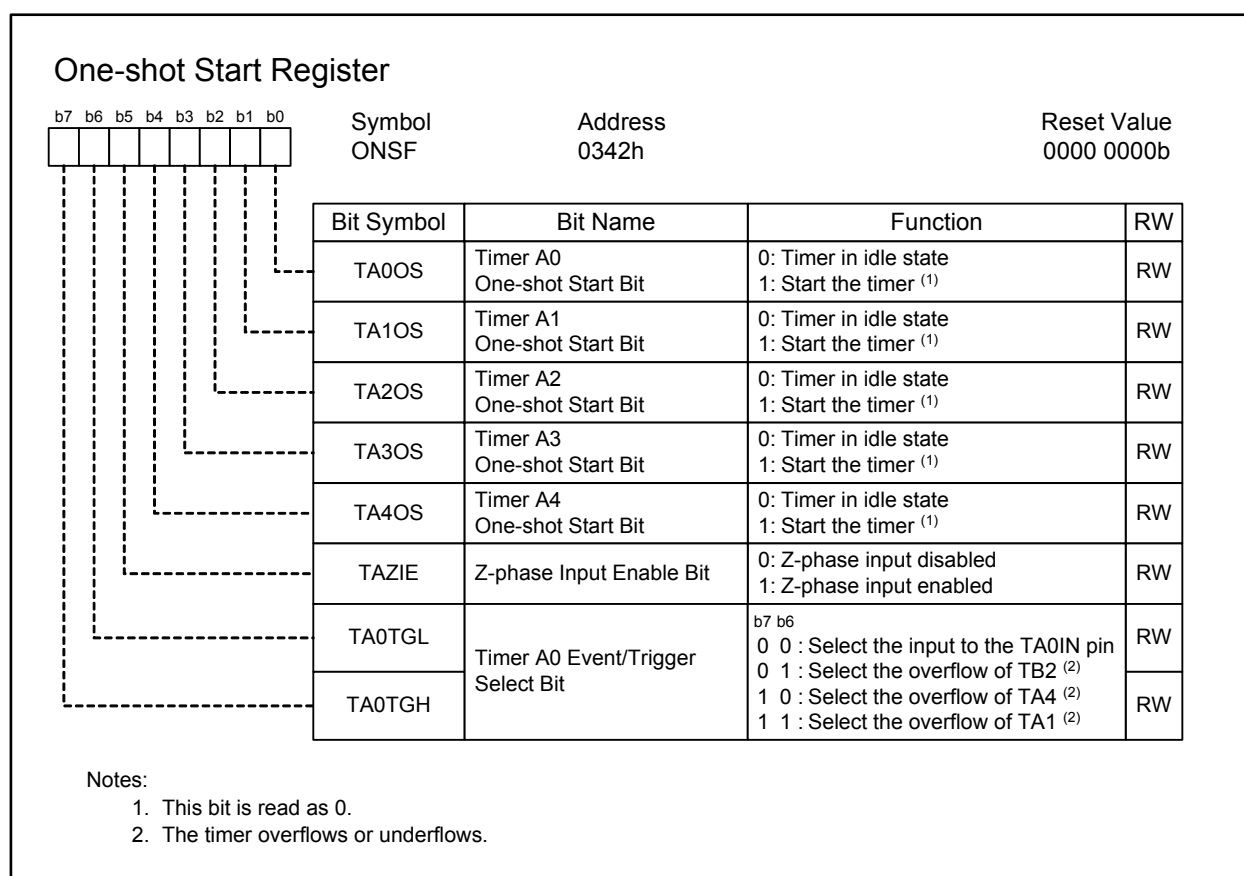 One-shot Start Register
b7 b6 b5 b4 b3 b2 b1 b0
Symbol Address Reset Value
ONSF 0342h 0000 0000b
Bit Symbol Bit Name Function RW
TA0OS Timer A0 One-shot Start Bit 0: Timer in idle state RW
1: Start the timer (1)
TA1OS Timer A1 One-shot Start Bit 0: Timer in idle state RW
1: Start the timer (1)
TA2OS Timer A2 One-shot Start Bit 0: Timer in idle state RW
1: Start the timer (1)
TA3OS Timer A3 One-shot Start Bit 0: Timer in idle state RW
1: Start the timer (1)
TA4OS Timer A4 One-shot Start Bit 0: Timer in idle state RW
1: Start the timer (1)
TAZIE Z-phase Input Enable Bit 0: Z-phase input disabled RW
1: Z-phase input enabled
TA0TGL Timer A0 Event/Trigger Select Bit b7 b6 RW
0 0 : Select the input to the TA0IN pin
0 1 : Select the overflow of TB2 (2)
TA0TGH 1 0 : Select the overflow of TA4 (2) RW
1 1 : Select the overflow of TA1 (2)
Notes:
1. This bit is read as 0.
2. The timer overflows or underflows.